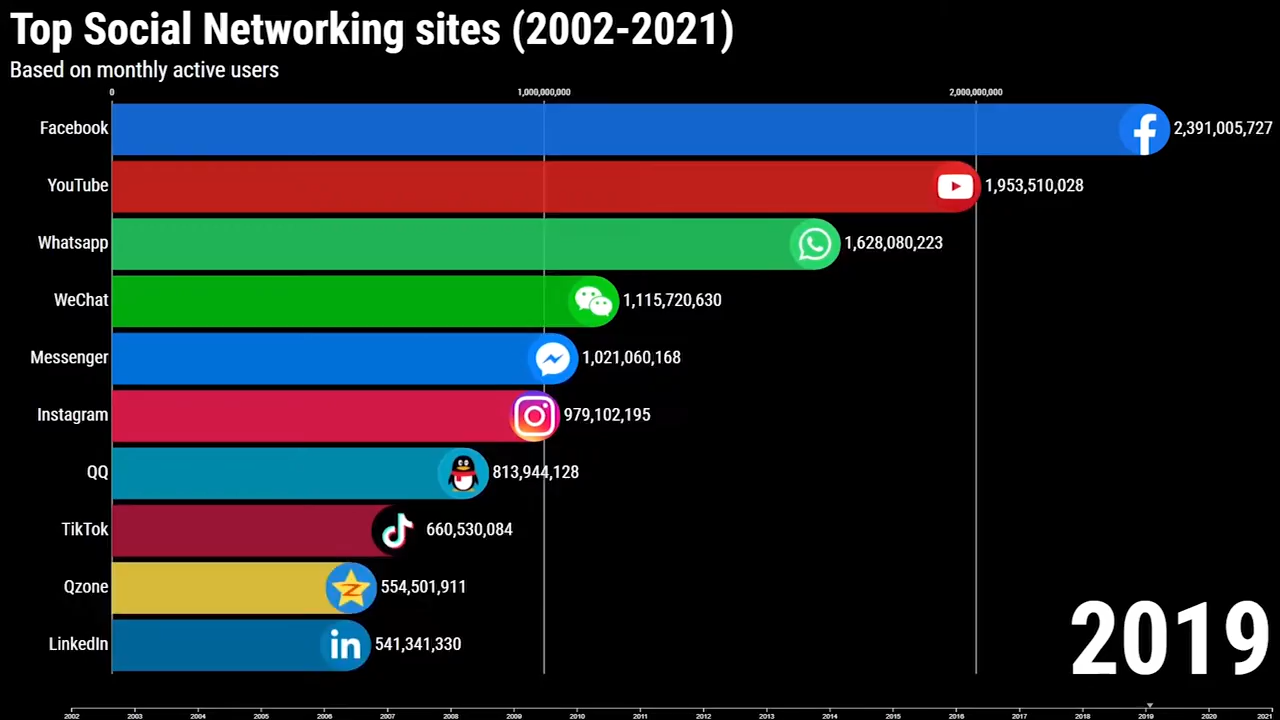 Top Social Networking sites (2002-2021)
Based on monthly active users
0 1,000,000,000 2,000,000,000
Facebook 2,391,005,727
YouTube 1,953,510,028
Whatsapp 1,628,080,223
WeChat 1,115,720,630
Messenger 1,021,060,168
Instagram 979,102,195
QQ 813,944,128
TikTok 660,530,084
Qzone 554,501,911
LinkedIn in 541,341,330
2019
2002 2003 2004 2005 2006 2007 2008 2009 2010 2011 2012 2013 2014 2015 2016 2017 2018 2019 2020